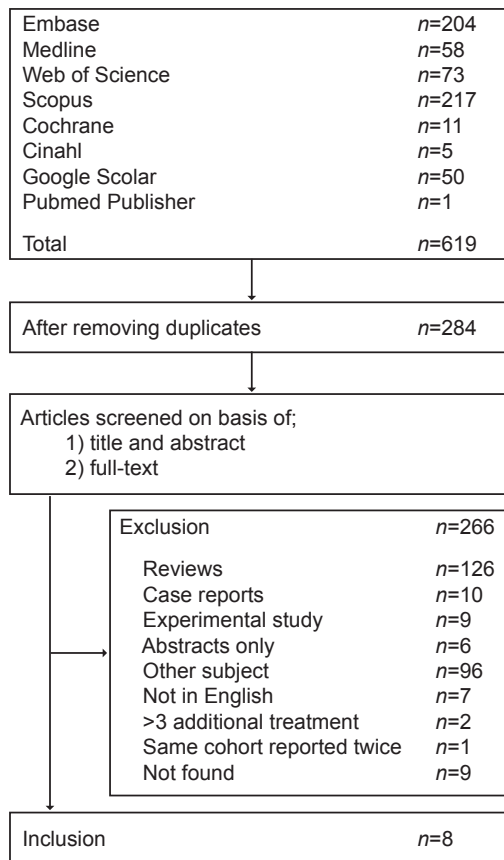 Embase n=204
Medline n=58
Web of Science n=73
Scopus n=217
Cochrane n=11
Cinahl n=5
Google Scolar n=50
Pubmed Publisher n=1
Total n=619
After removing duplicates n=284
Articles screened on basis of;
1) title and abstract
2) full-text
Exclusion n=266
Reviews n=126
Case reports n=10
Experimental study n=9
Abstracts only n=6
Other subject n=96
Not in English n=7
>3 additional treatment n=2
Same cohort reported twice n=1
Not found n=9
Inclusion n=8